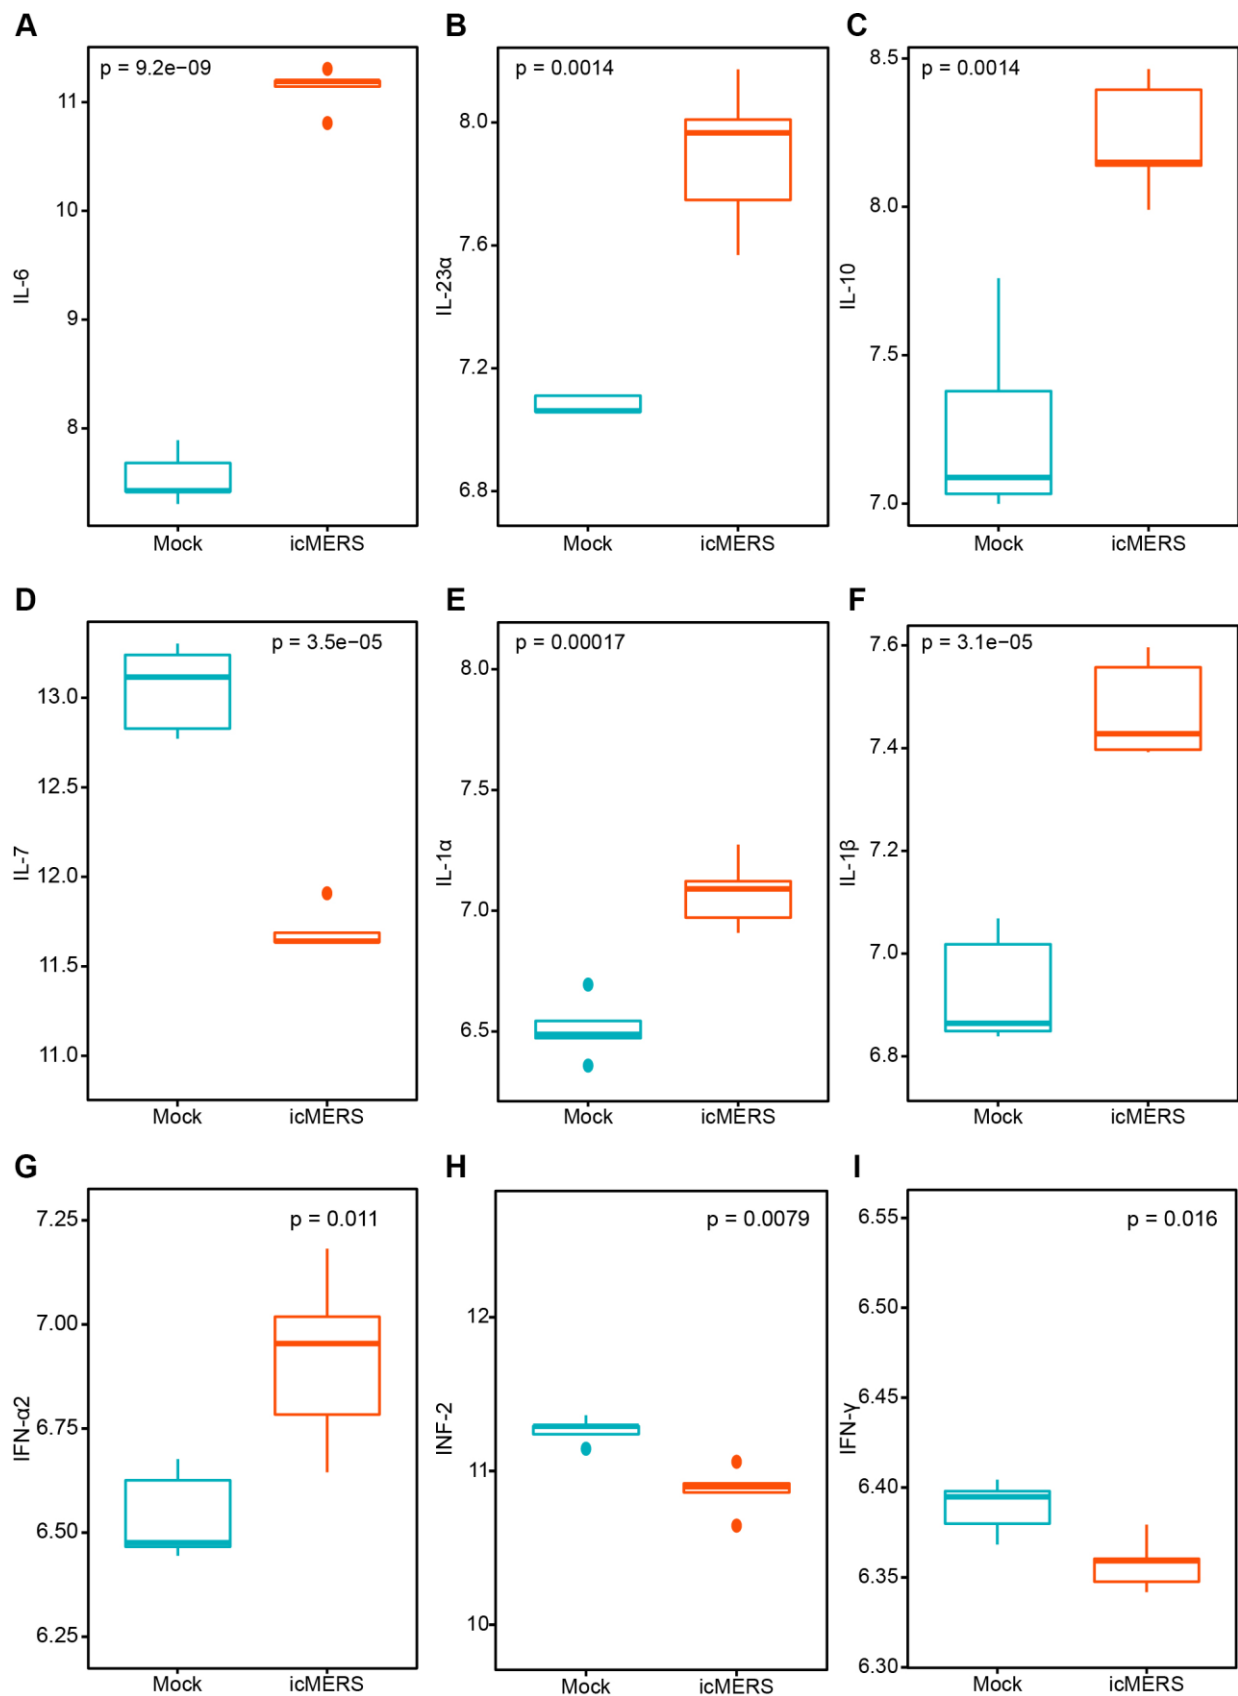 A
p = 9.2e−09
11
10
9
8
IL-6
Mock
icMERS
B
p = 0.0014
8.0
7.6
7.2
6.8
IL-23α
Mock
icMERS
C
p = 0.0014
8.5
8.0
7.5
7.0
IL-10
Mock
icMERS
D
p = 3.5e−05
13.0
12.5
12.0
11.5
11.0
IL-7
Mock
icMERS
E
p = 0.00017
8.0
7.5
7.0
6.5
IL-1α
Mock
icMERS
F
p = 3.1e−05
7.6
7.4
7.2
7.0
6.8
IL-1β
Mock
icMERS
G
p = 0.011
7.25
7.00
6.75
6.50
6.25
IFN-α2
Mock
icMERS
H
p = 0.0079
12
11
10
INF-2
Mock
icMERS
I
p = 0.016
6.55
6.50
6.45
6.40
6.35
6.30
IFN-γ
Mock
icMERS